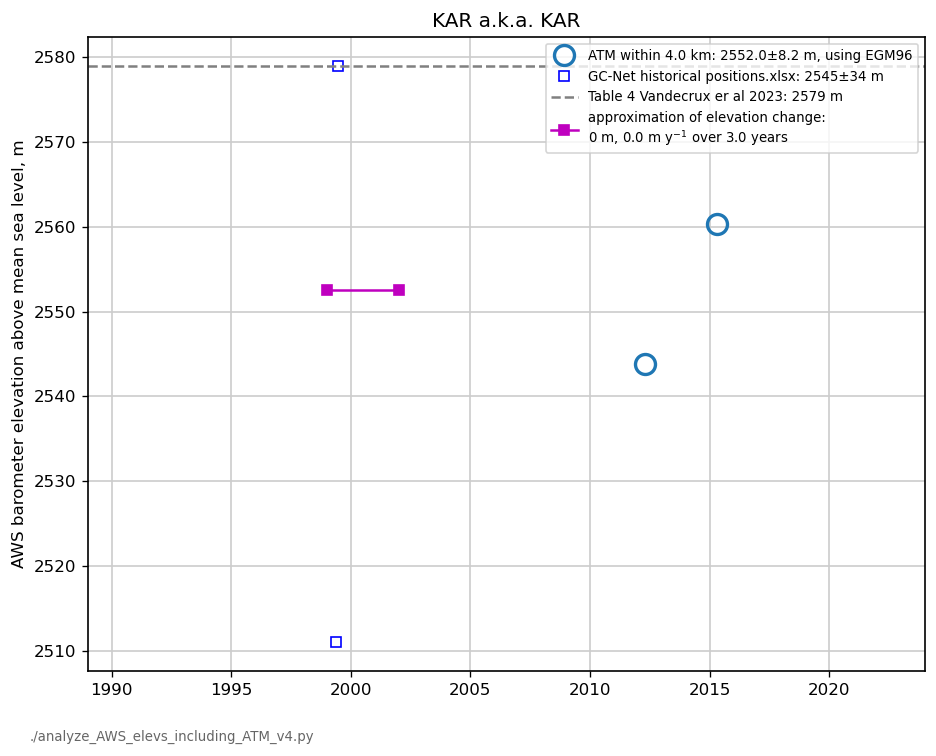 KAR a.k.a. KAR
ATM within 4.0 km: 2552.0±8.2 m, using EGM96
GC-Net historical positions.xlsx: 2545±34 m
Table 4 Vandecrux er al 2023: 2579 m
approximation of elevation change:
0 m, 0.0 m y⁻¹ over 3.0 years
AWS barometer elevation above mean sea level, m
2580
2570
2560
2550
2540
2530
2520
2510
1990 1995 2000 2005 2010 2015 2020
./analyze_AWS_elevs_including_ATM_v4.py